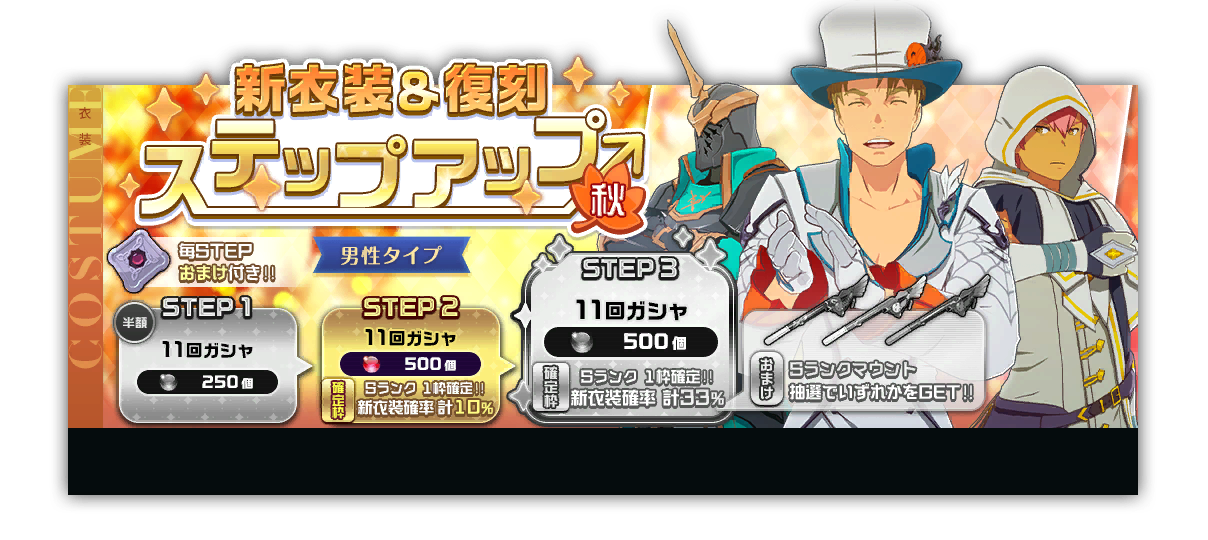 COSTUME
衣装
新衣装&復刻
ステップアップ
秋
毎STEP
おまけ付き!!
男性タイプ
STEP 1
半額
11回ガシャ
250個
STEP 2
11回ガシャ
500個
確定枠
Sランク 1枠確定!!
新衣装確率 計10%
STEP 3
11回ガシャ
500個
確定枠
Sランク 1枠確定!!
新衣装確率 計33%
おまけ
Sランクマウント
抽選でいずれかをGET!!